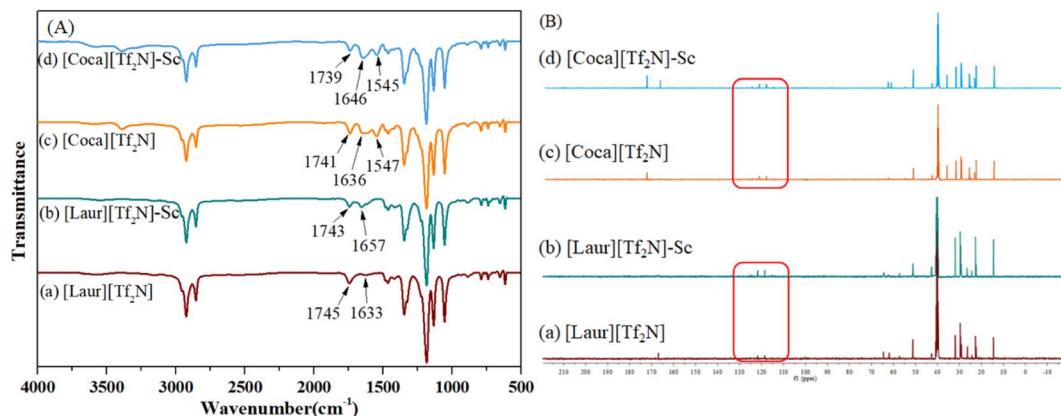 (A)
(d) [Coca][Tf₂N]-Sc
1739
1646
1545
(c) [Coca][Tf₂N]
1741
1636
1547
(b) [Laur][Tf₂N]-Sc
1743
1657
(a) [Laur][Tf₂N]
1745
1633
Transmittance
4000 3500 3000 2500 2000 1500 1000 500
Wavenumber(cm⁻¹)
(B)
(d) [Coca][Tf₂N]-Sc
(c) [Coca][Tf₂N]
(b) [Laur][Tf₂N]-Sc
(a) [Laur][Tf₂N]
210 200 190 180 170 160 150 140 130 120 110 100 90 80 70 60 50 40 30 20 10 0 -10
f1 (ppm)